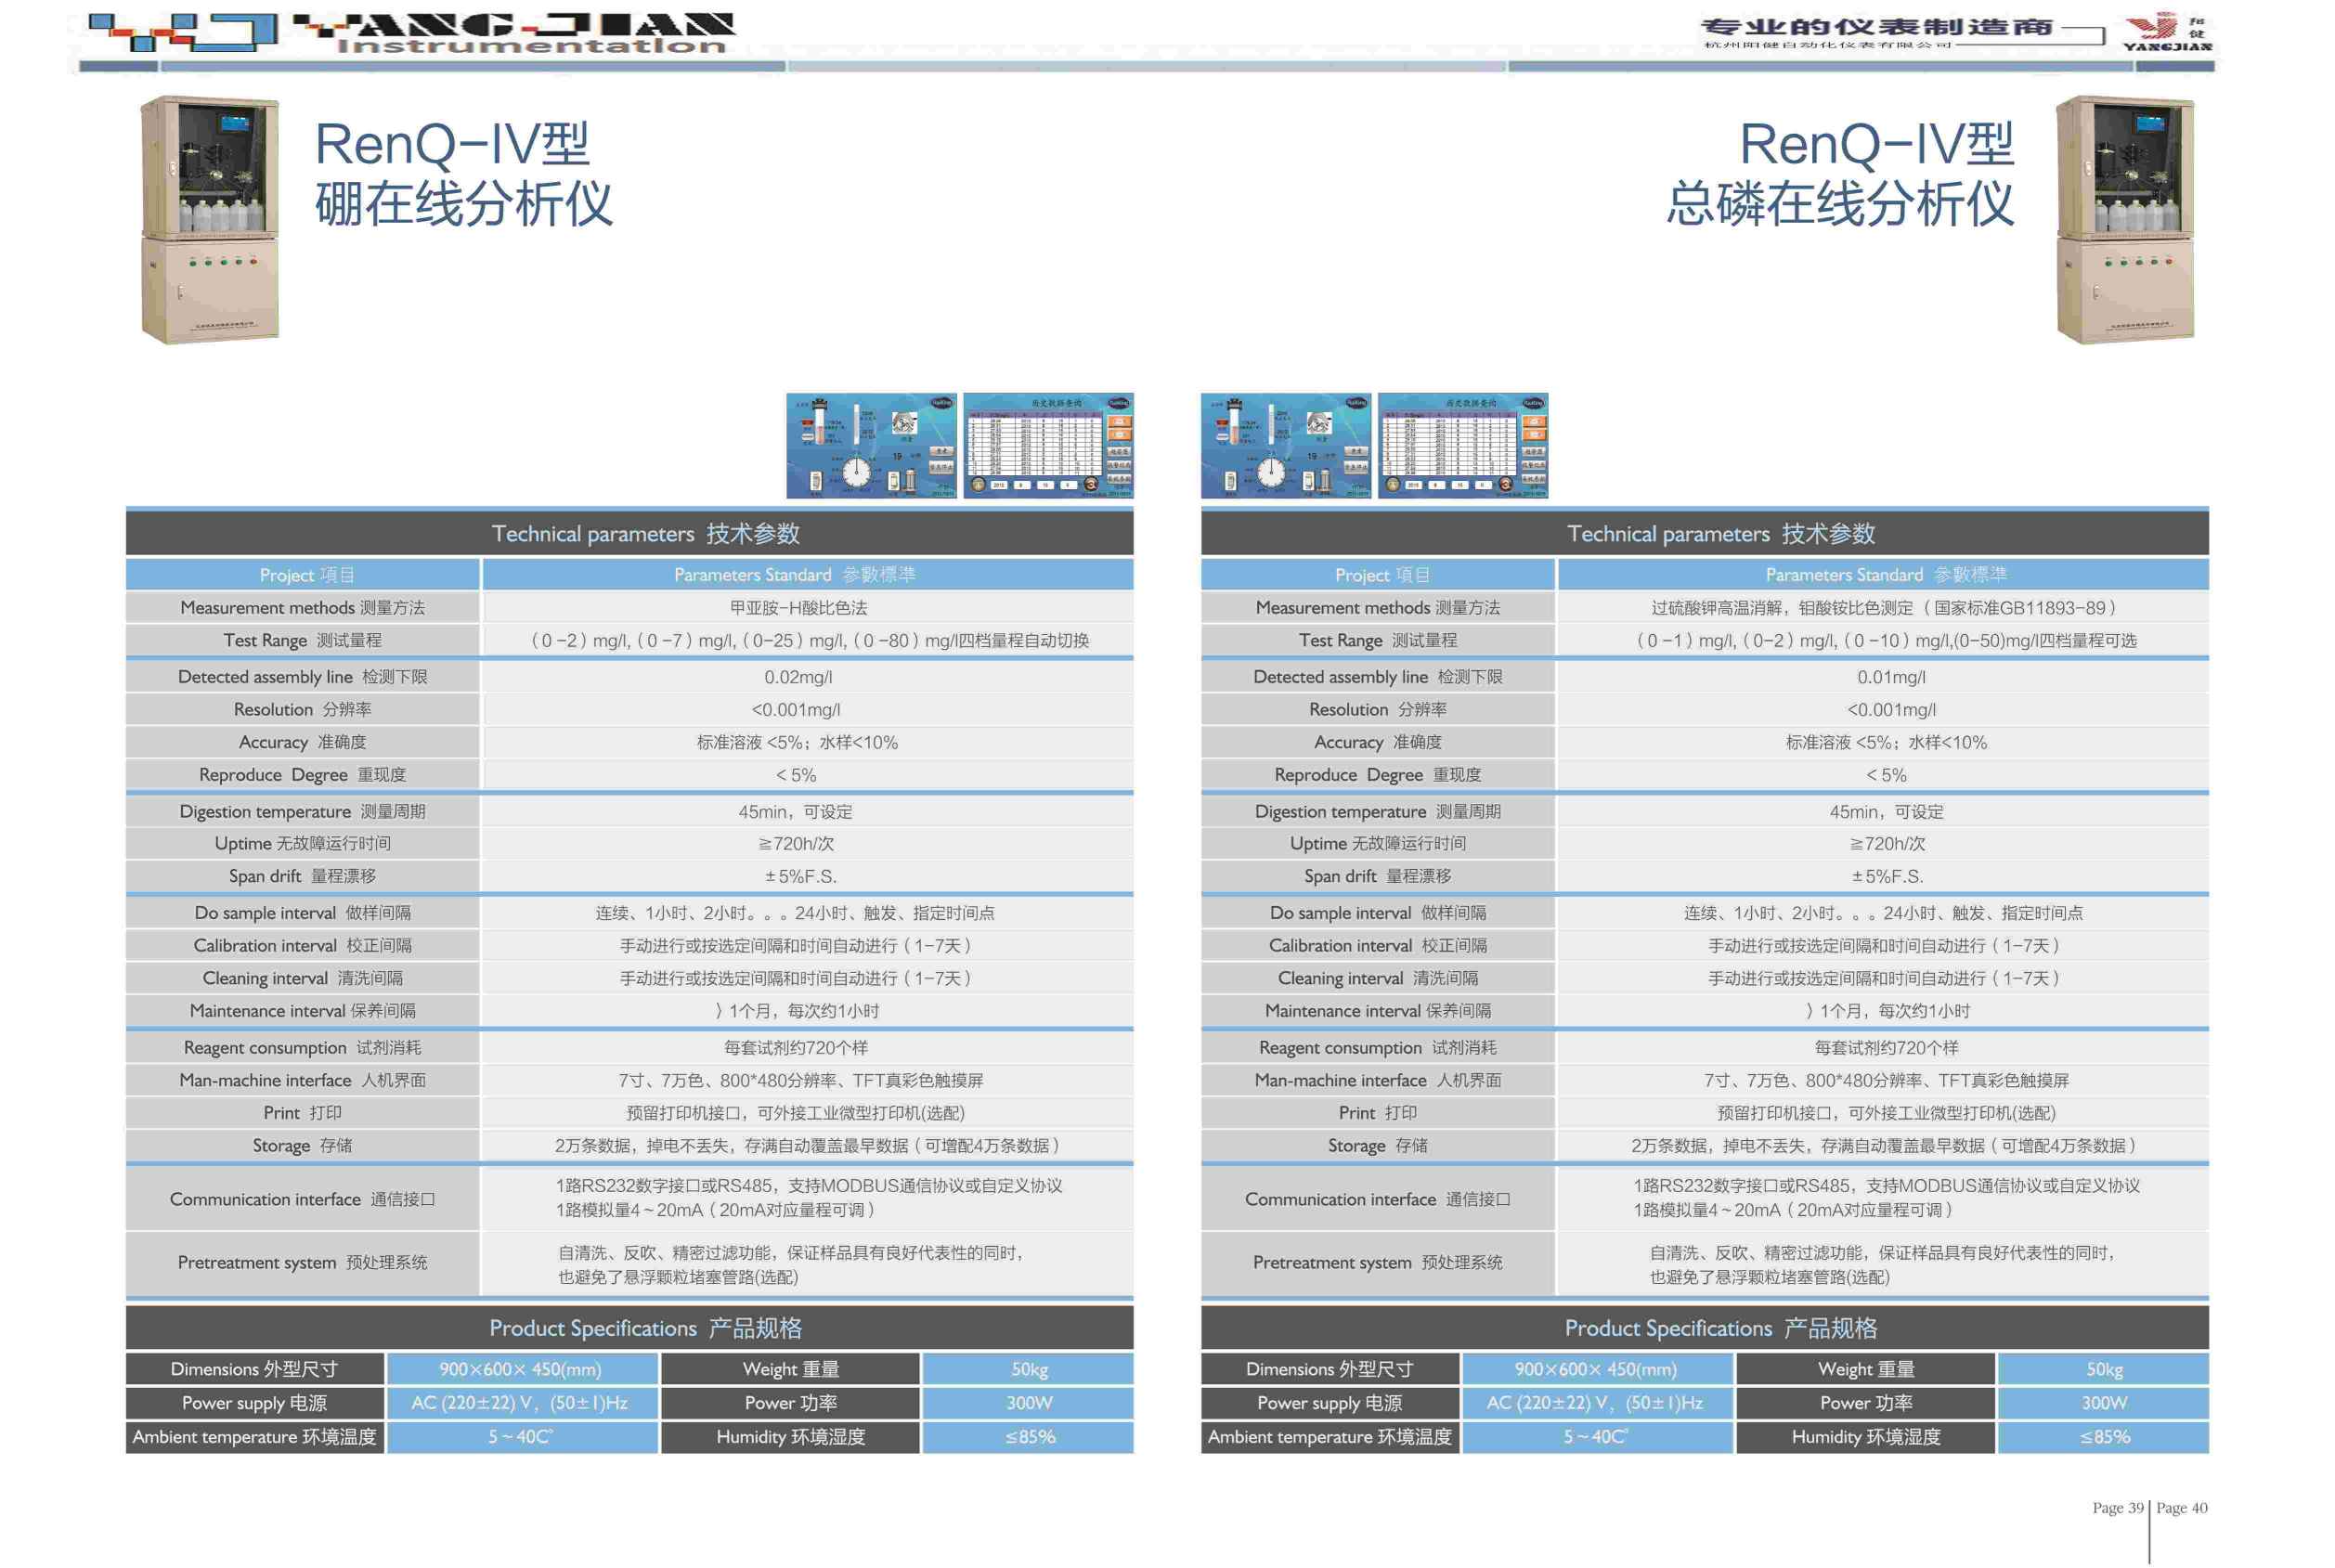 YANGJIAN
Instrumentation
专业的仪表制造商
杭州阳健自动化仪表有限公司
阳健
YANGJIAN
RenQ-IV型
硼在线分析仪
历史数据查询
Technical parameters 技术参数
Project 項目 Parameters Standard 參數標準
Measurement methods 测量方法 甲亚胺-H酸比色法
Test Range 测试量程 (0-2) mg/l, (0-7) mg/l, (0-25) mg/l, (0-80) mg/l四档量程自动切换
Detected assembly line 检测下限 0.02mg/l
Resolution 分辨率 <0.001mg/l
Accuracy 准确度 标准溶液 <5%；水样<10%
Reproduce Degree 重现度 < 5%
Digestion temperature 测量周期 45min，可设定
Uptime 无故障运行时间 ≧720h/次
Span drift 量程漂移 ±5%F.S.
Do sample interval 做样间隔 连续、1小时、2小时。。。24小时、触发、指定时间点
Calibration interval 校正间隔 手动进行或按选定间隔和时间自动进行（1-7天）
Cleaning interval 清洗间隔 手动进行或按选定间隔和时间自动进行（1-7天）
Maintenance interval 保养间隔 〉1个月，每次约1小时
Reagent consumption 试剂消耗 每套试剂约720个样
Man-machine interface 人机界面 7寸、7万色、800*480分辨率、TFT真彩色触摸屏
Print 打印 预留打印机接口，可外接工业微型打印机(选配)
Storage 存储 2万条数据，掉电不丢失，存满自动覆盖最早数据（可增配4万条数据）
Communication interface 通信接口 1路RS232数字接口或RS485，支持MODBUS通信协议或自定义协议
1路模拟量4～20mA（20mA对应量程可调）
Pretreatment system 预处理系统 自清洗、反吹、精密过滤功能，保证样品具有良好代表性的同时，
也避免了悬浮颗粒堵塞管路(选配)
Product Specifications 产品规格
Dimensions 外型尺寸 900×600× 450(mm) Weight 重量 50kg
Power supply 电源 AC (220±22) V，(50±1)Hz Power 功率 300W
Ambient temperature 环境温度 5～40C° Humidity 环境湿度 ≤85%
RenQ-IV型
总磷在线分析仪
历史数据查询
Technical parameters 技术参数
Project 項目 Parameters Standard 參數標準
Measurement methods 测量方法 过硫酸钾高温消解，钼酸铵比色测定（国家标准GB11893-89）
Test Range 测试量程 (0-1) mg/l, (0-2) mg/l, (0-10) mg/l,(0-50)mg/l四档量程可选
Detected assembly line 检测下限 0.01mg/l
Resolution 分辨率 <0.001mg/l
Accuracy 准确度 标准溶液 <5%；水样<10%
Reproduce Degree 重现度 < 5%
Digestion temperature 测量周期 45min，可设定
Uptime 无故障运行时间 ≧720h/次
Span drift 量程漂移 ±5%F.S.
Do sample interval 做样间隔 连续、1小时、2小时。。。24小时、触发、指定时间点
Calibration interval 校正间隔 手动进行或按选定间隔和时间自动进行（1-7天）
Cleaning interval 清洗间隔 手动进行或按选定间隔和时间自动进行（1-7天）
Maintenance interval 保养间隔 〉1个月，每次约1小时
Reagent consumption 试剂消耗 每套试剂约720个样
Man-machine interface 人机界面 7寸、7万色、800*480分辨率、TFT真彩色触摸屏
Print 打印 预留打印机接口，可外接工业微型打印机(选配)
Storage 存储 2万条数据，掉电不丢失，存满自动覆盖最早数据（可增配4万条数据）
Communication interface 通信接口 1路RS232数字接口或RS485，支持MODBUS通信协议或自定义协议
1路模拟量4～20mA（20mA对应量程可调）
Pretreatment system 预处理系统 自清洗、反吹、精密过滤功能，保证样品具有良好代表性的同时，
也避免了悬浮颗粒堵塞管路(选配)
Product Specifications 产品规格
Dimensions 外型尺寸 900×600× 450(mm) Weight 重量 50kg
Power supply 电源 AC (220±22) V，(50±1)Hz Power 功率 300W
Ambient temperature 环境温度 5～40C° Humidity 环境湿度 ≤85%
Page 39 Page 40